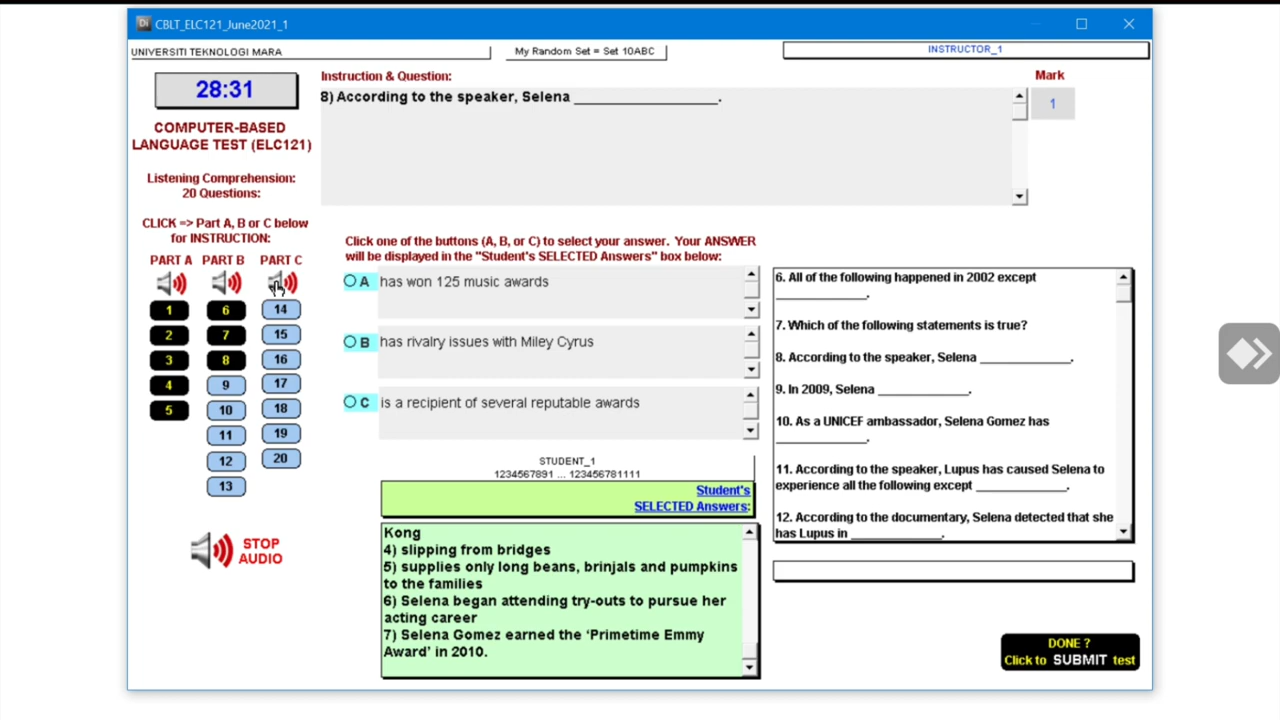 CBLT_ELC121_June2021_1
UNIVERSITI TEKNOLOGI MARA
My Random Set = Set 10ABC
INSTRUCTOR_1
28:31
COMPUTER-BASED
LANGUAGE TEST (ELC121)
Listening Comprehension:
20 Questions:
CLICK => Part A, B or C below
for INSTRUCTION:
PART A PART B PART C
1 6 14
2 7 15
3 8 16
4 9 17
5 10 18
11 19
12 20
13
STOP
AUDIO
Instruction & Question:
8) According to the speaker, Selena _________________.
Mark
1
Click one of the buttons (A, B, or C) to select your answer. Your ANSWER
will be displayed in the "Student's SELECTED Answers" box below:
A has won 125 music awards
B has rivalry issues with Miley Cyrus
C is a recipient of several reputable awards
STUDENT_1
1234567891 ... 123456781111
Student's
SELECTED Answers:
Kong
4) slipping from bridges
5) supplies only long beans, brinjals and pumpkins
to the families
6) Selena began attending try-outs to pursue her
acting career
7) Selena Gomez earned the ‘Primetime Emmy
Award’ in 2010.
6. All of the following happened in 2002 except
_____________.
7. Which of the following statements is true?
8. According to the speaker, Selena _____________.
9. In 2009, Selena _____________.
10. As a UNICEF ambassador, Selena Gomez has
_____________.
11. According to the speaker, Lupus has caused Selena to
experience all the following except _____________.
12. According to the documentary, Selena detected that she
has Lupus in _____________.
DONE ?
Click to SUBMIT test